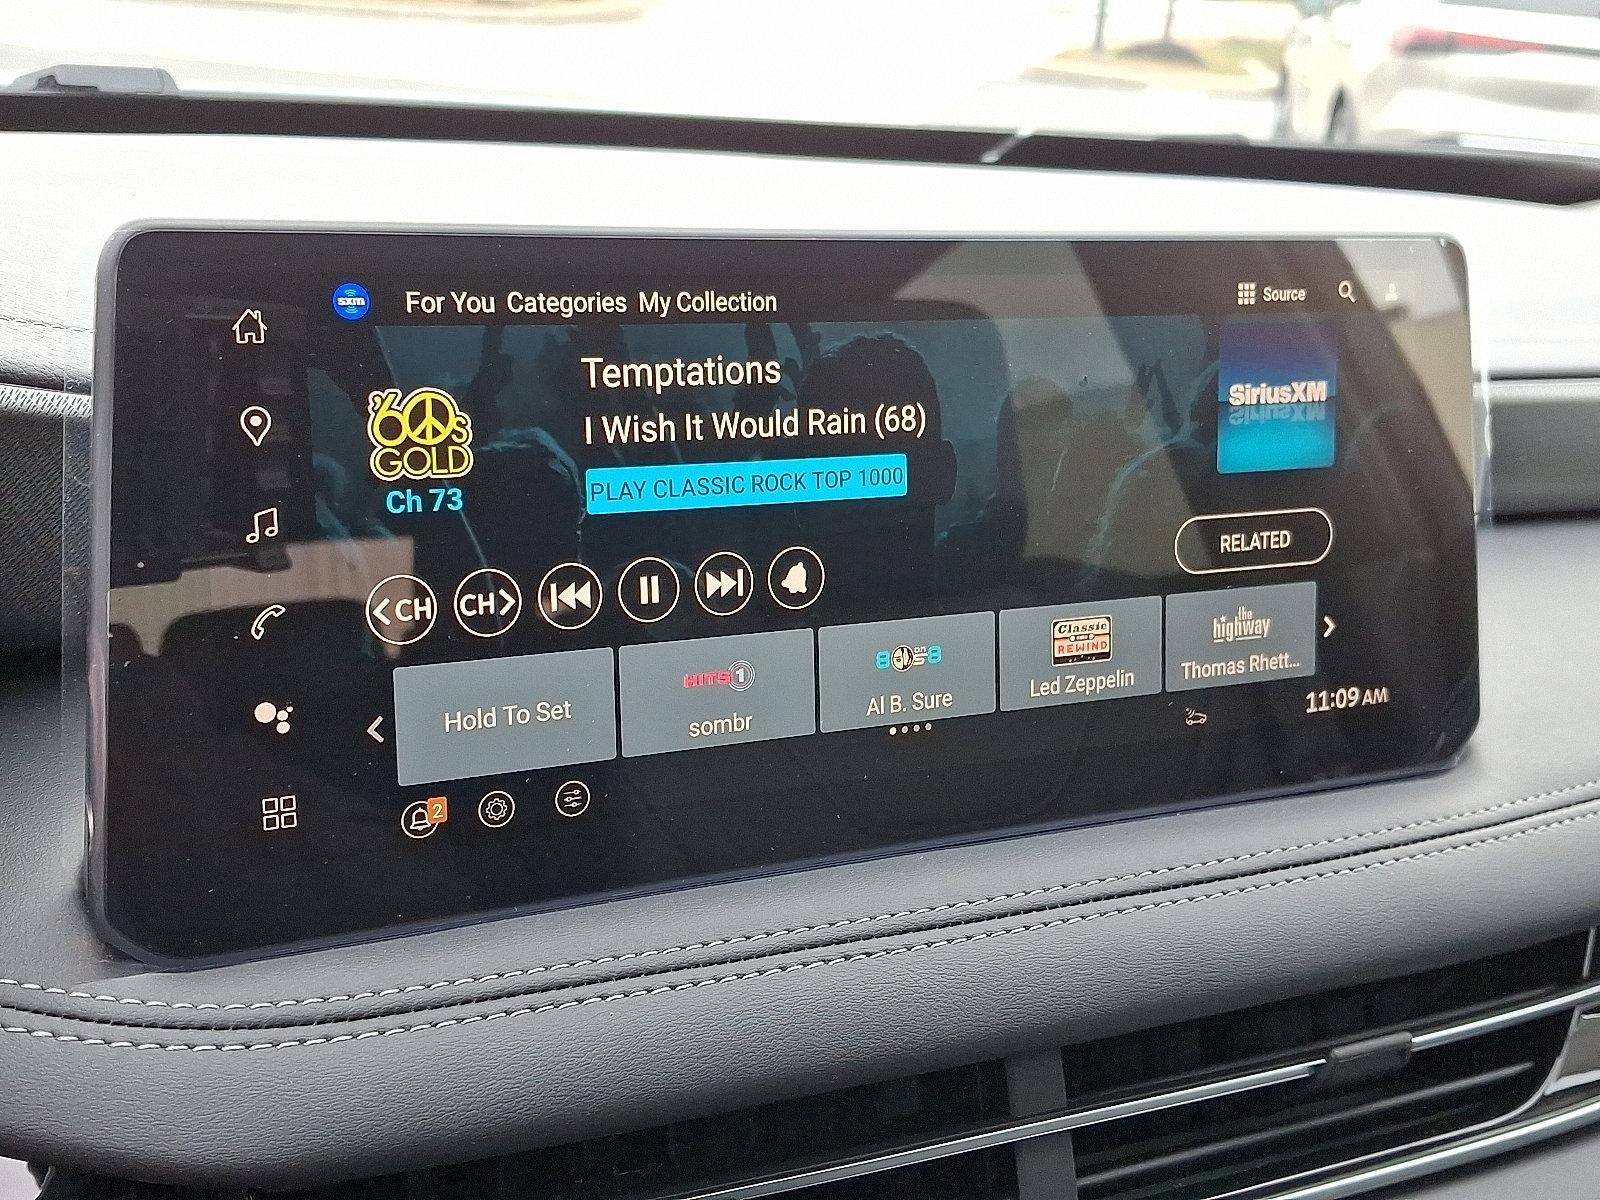 sxm
For You Categories My Collection
Source
Temptations
I Wish It Would Rain (68)
PLAY CLASSIC ROCK TOP 1000
'60s
GOLD
Ch 73
SiriusXM
RELATED
<CH
CH>
Hold To Set
HITS 1
sombr
80s on 8
Al B. Sure
Classic
REWIND
Led Zeppelin
the
highway
Thomas Rhett...
11:09 AM
2